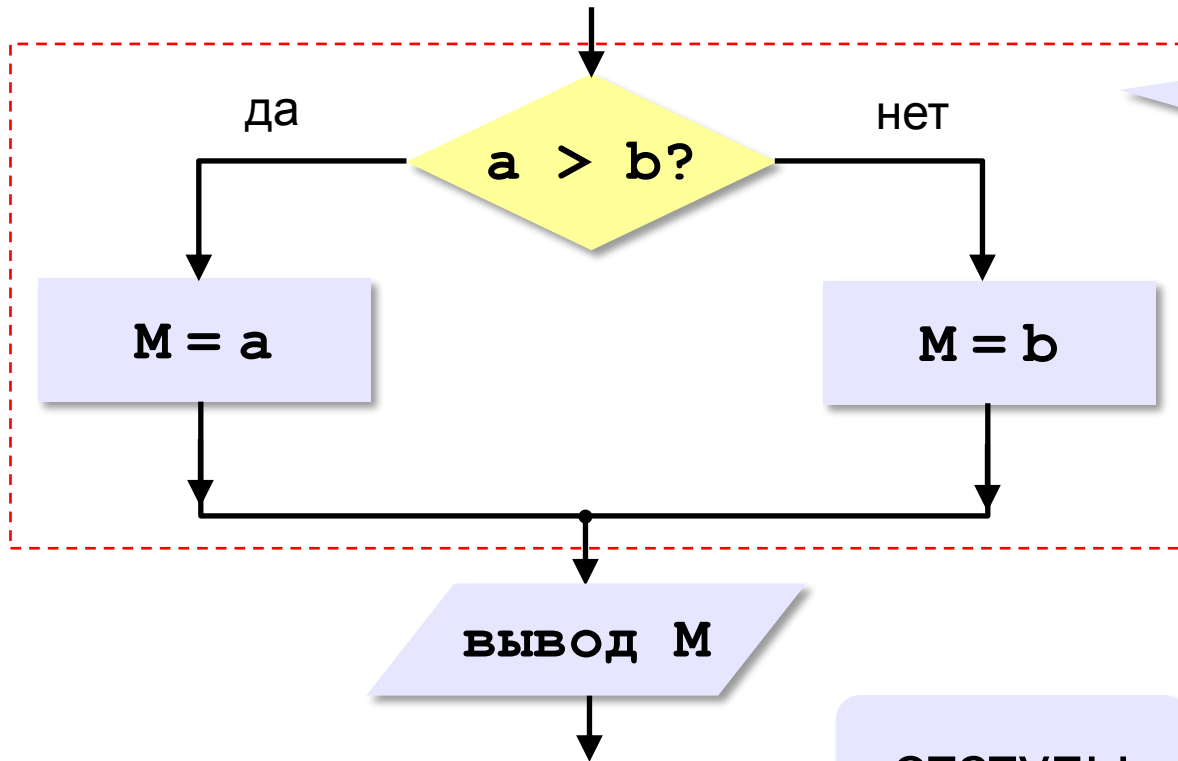 да
нет
a > b?
M = a
M = b
вывод M